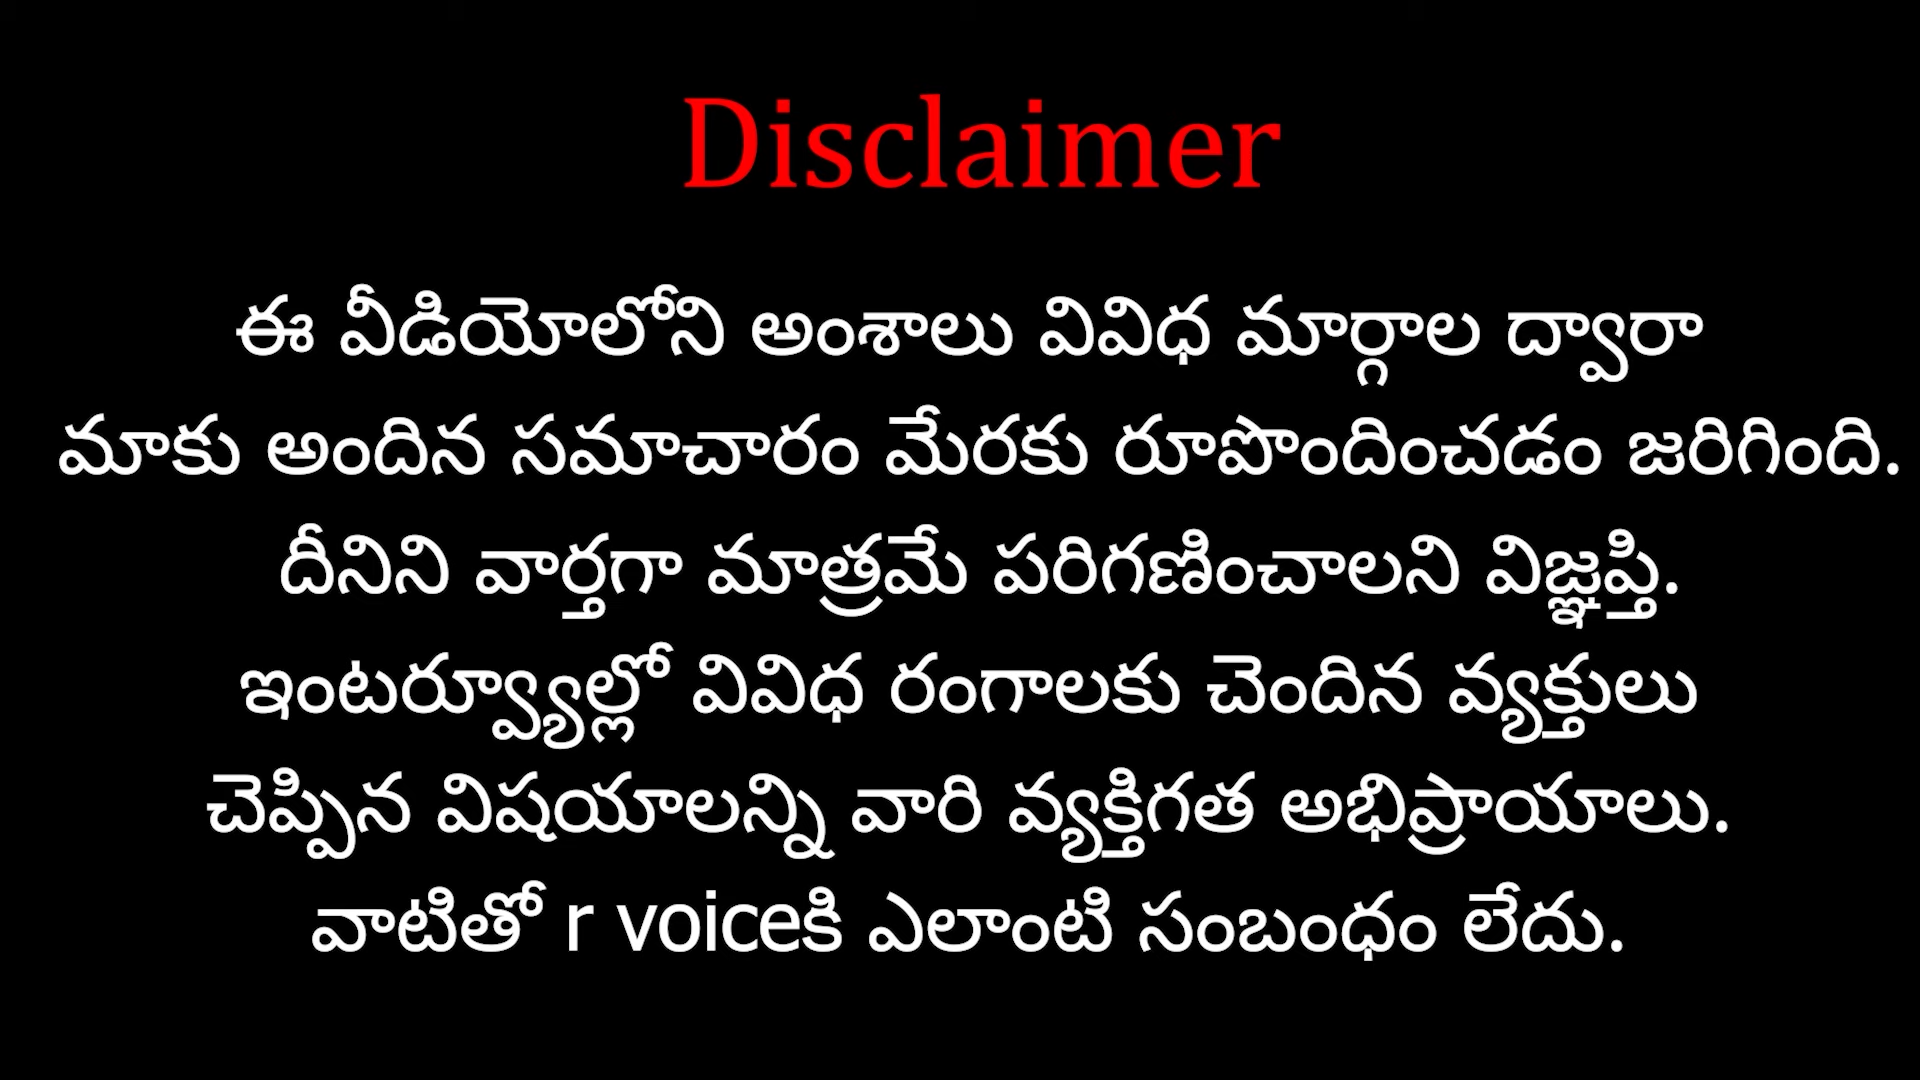 Disclaimer
ఈ వీడియోలోని అంశాలు వివిధ మార్గాల ద్వారా
మాకు అందిన సమాచారం మేరకు రూపొందించడం జరిగింది.
దీనిని వార్తగా మాత్రమే పరిగణించాలని విజ్ఞప్తి.
ఇంటర్వ్యూల్లో వివిధ రంగాలకు చెందిన వ్యక్తులు
చెప్పిన విషయాలన్ని వారి వ్యక్తిగత అభిప్రాయాలు.
వాటితో r voiceకి ఎలాంటి సంబంధం లేదు.